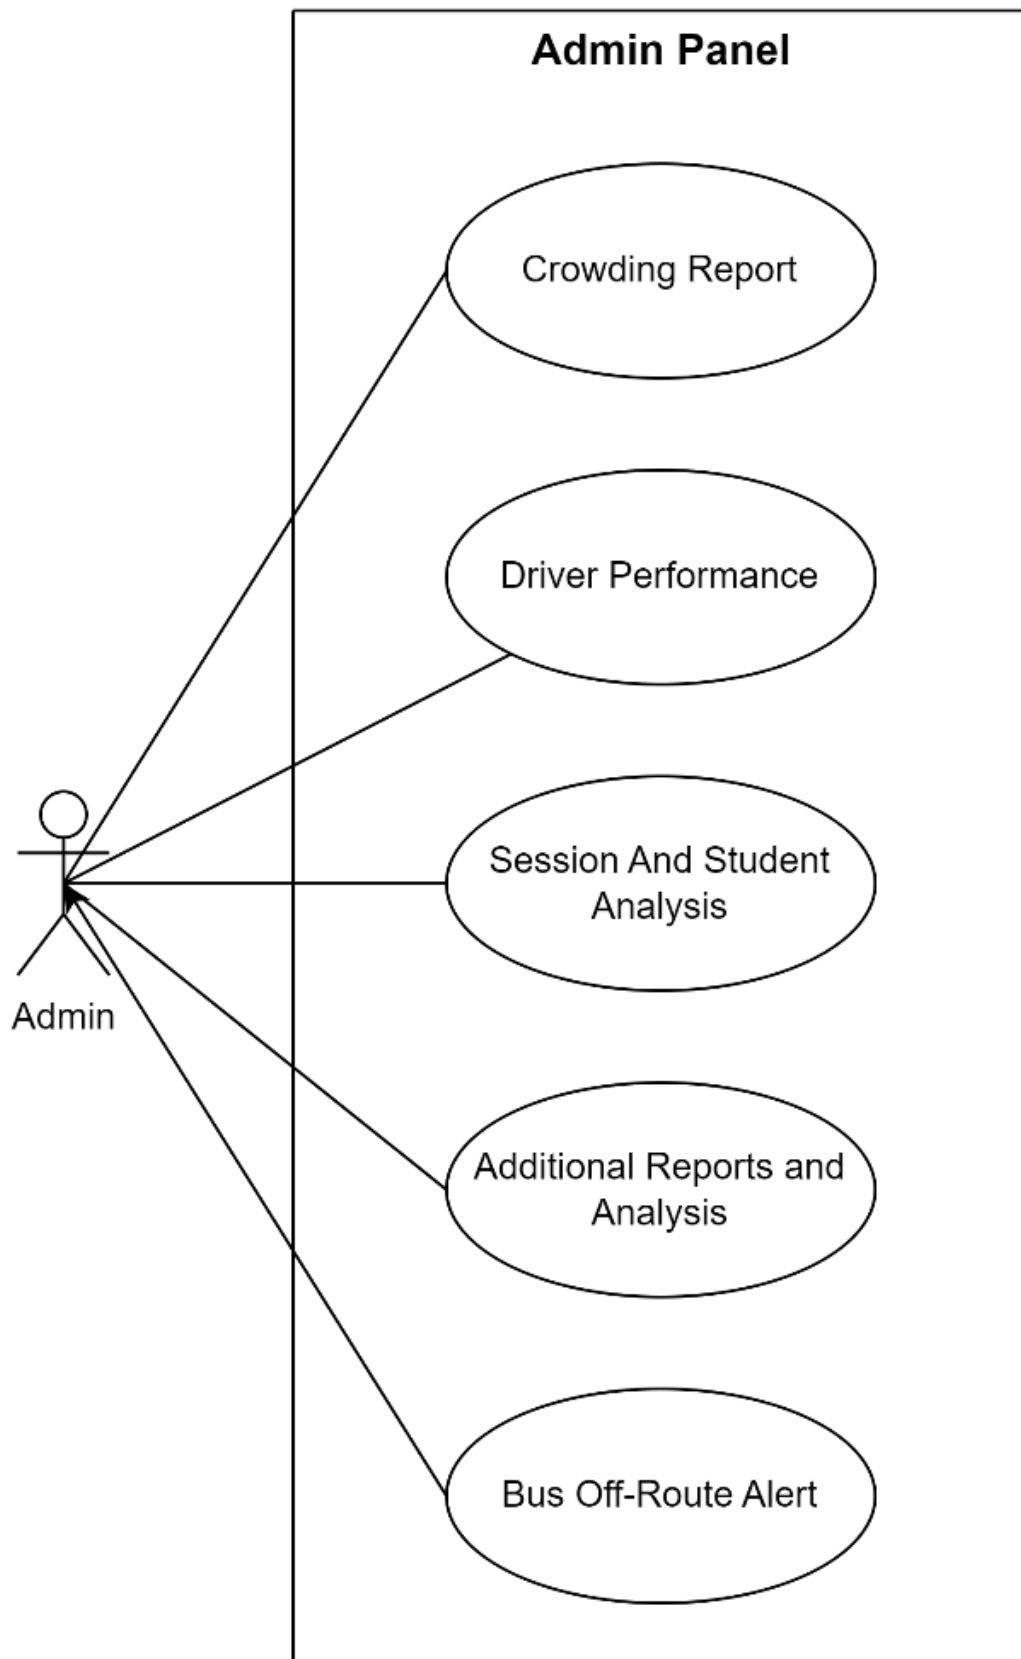 Admin Panel
Crowding Report
Driver Performance
Session And Student
Analysis
Admin
Additional Reports and
Analysis
Bus Off-Route Alert